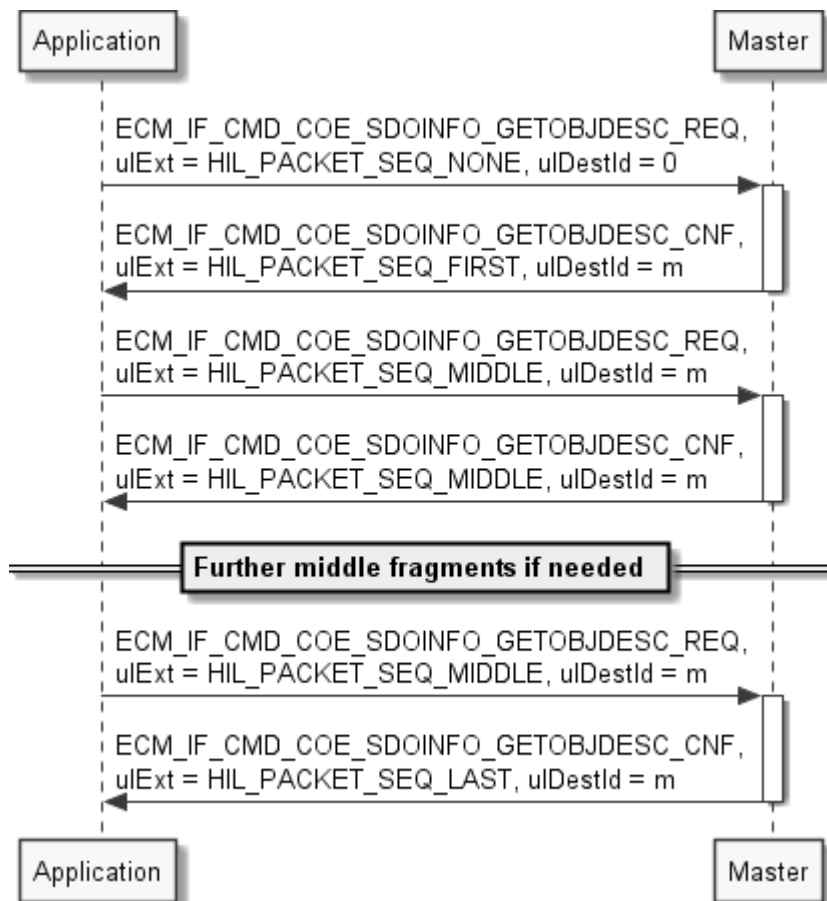 Application
Master
ECM_IF_CMD_COE_SDOINFO_GETOBJDESC_REQ,
ulExt = HIL_PACKET_SEQ_NONE, ulDestId = 0
ECM_IF_CMD_COE_SDOINFO_GETOBJDESC_CNF,
ulExt = HIL_PACKET_SEQ_FIRST, ulDestId = m
ECM_IF_CMD_COE_SDOINFO_GETOBJDESC_REQ,
ulExt = HIL_PACKET_SEQ_MIDDLE, ulDestId = m
ECM_IF_CMD_COE_SDOINFO_GETOBJDESC_CNF,
ulExt = HIL_PACKET_SEQ_MIDDLE, ulDestId = m
Further middle fragments if needed
ECM_IF_CMD_COE_SDOINFO_GETOBJDESC_REQ,
ulExt = HIL_PACKET_SEQ_MIDDLE, ulDestId = m
ECM_IF_CMD_COE_SDOINFO_GETOBJDESC_CNF,
ulExt = HIL_PACKET_SEQ_LAST, ulDestId = m
Application
Master